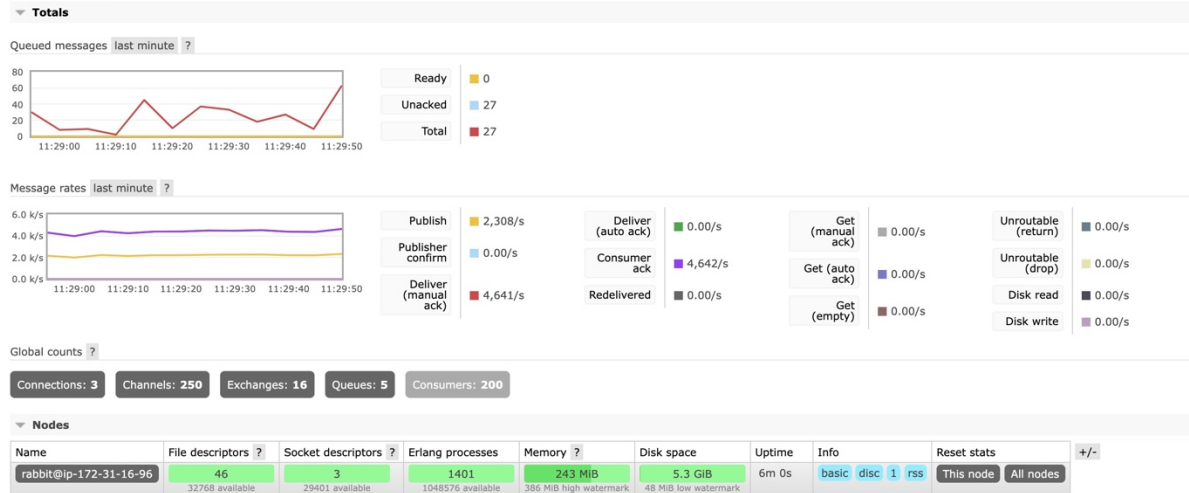 Totals
Queued messages last minute ?
80
60
40
20
0
11:29:00 11:29:10 11:29:20 11:29:30 11:29:40 11:29:50
Ready 0
Unacked 27
Total 27
Message rates last minute ?
6.0 k/s
4.0 k/s
2.0 k/s
0.0 k/s
11:29:00 11:29:10 11:29:20 11:29:30 11:29:40 11:29:50
Publish 2,308/s
Publisher
confirm 0.00/s
Deliver
(manual
ack) 4,641/s
Deliver
(auto ack) 0.00/s
Consumer
ack 4,642/s
Redelivered 0.00/s
Get
(manual
ack) 0.00/s
Get (auto
ack) 0.00/s
Get
(empty) 0.00/s
Unroutable
(return) 0.00/s
Unroutable
(drop) 0.00/s
Disk read 0.00/s
Disk write 0.00/s
Global counts ?
Connections: 3 Channels: 250 Exchanges: 16 Queues: 5 Consumers: 200
Nodes
Name File descriptors ? Socket descriptors ? Erlang processes Memory ? Disk space Uptime Info Reset stats +/-
rabbit@ip-172-31-16-96 46 3 1401 243 MiB 5.3 GiB 6m 0s basic disc 1 rss This node All nodes
32768 available 29401 available 1048576 available 386 MiB high watermark 48 MiB low watermark